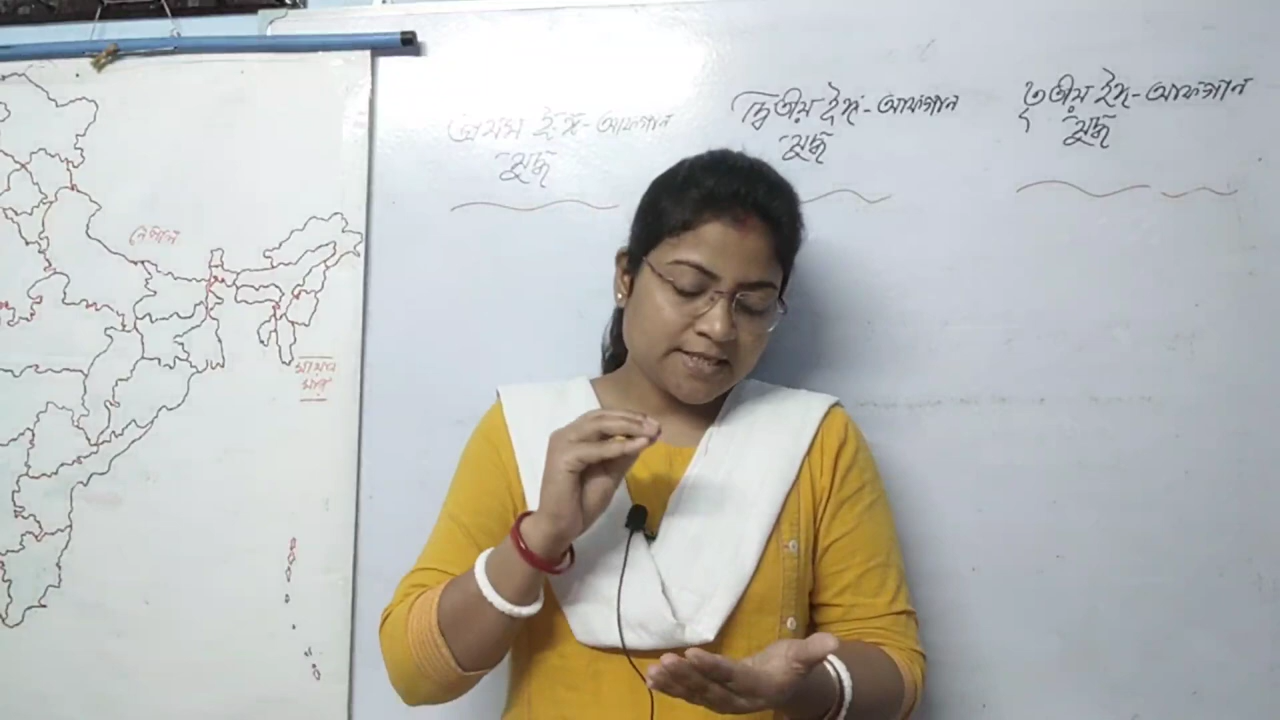 প্রথম ইঙ্গ-আফগান
যুদ্ধ
দ্বিতীয় ইঙ্গ-আফগান
যুদ্ধ
তৃতীয় ইঙ্গ-আফগান
যুদ্ধ
নেপাল
মায়ান
মার